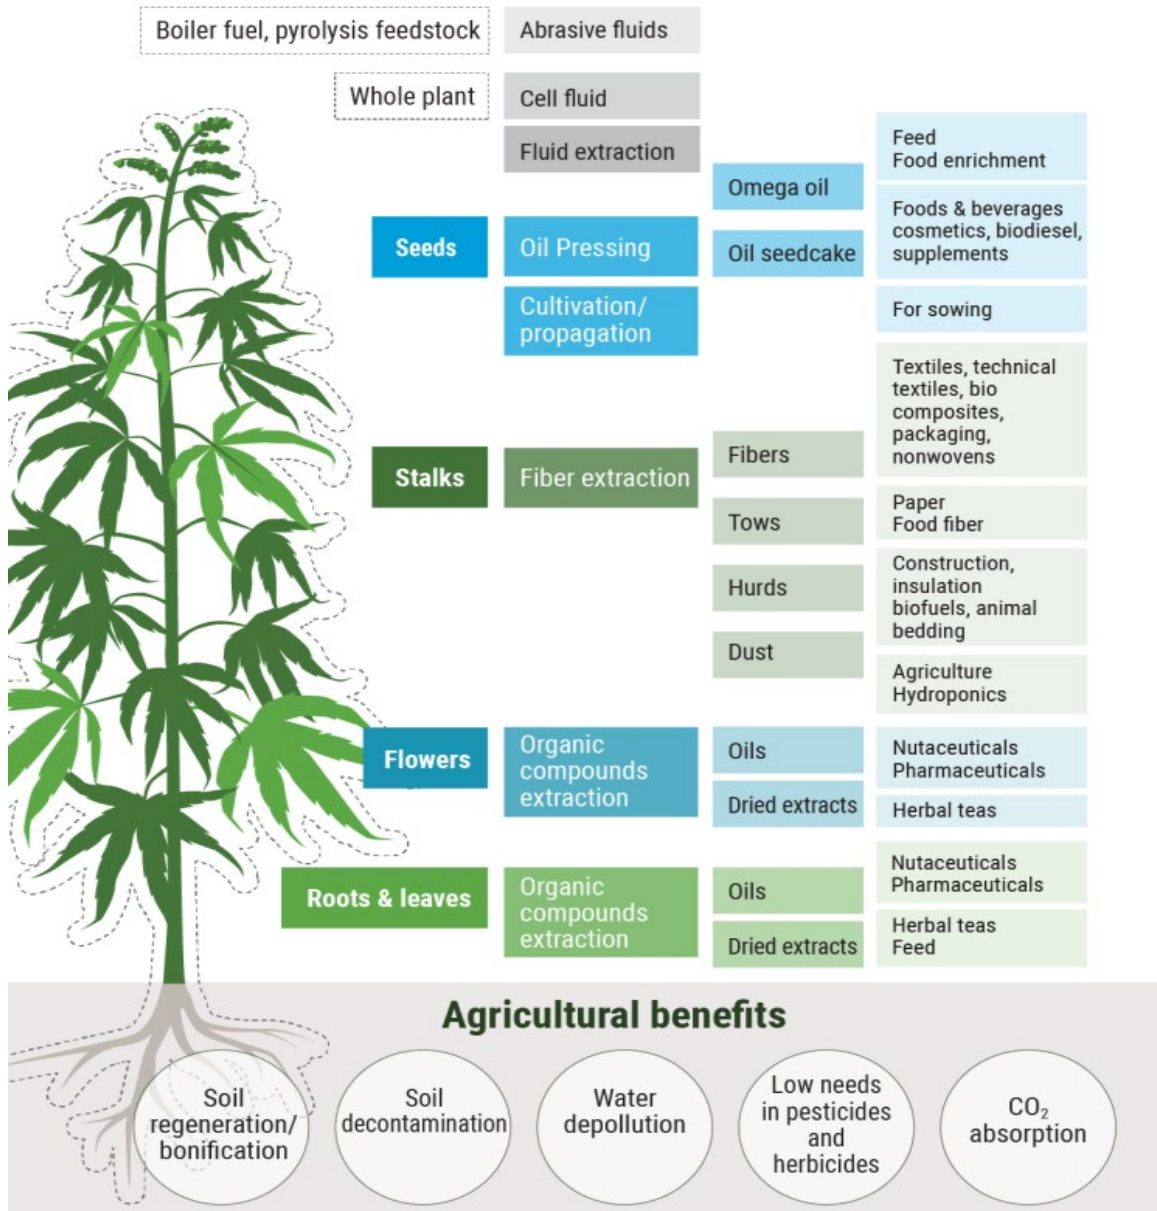 Boiler fuel, pyrolysis feedstock
Abrasive fluids
Whole plant
Cell fluid
Fluid extraction
Seeds
Oil Pressing
Cultivation/
propagation
Omega oil
Oil seedcake
Feed
Food enrichment
Foods & beverages
cosmetics, biodiesel,
supplements
For sowing
Stalks
Fiber extraction
Fibers
Tows
Hurds
Dust
Textiles, technical
textiles, bio
composites,
packaging,
nonwovens
Paper
Food fiber
Construction,
insulation
biofuels, animal
bedding
Agriculture
Hydroponics
Flowers
Organic
compounds
extraction
Oils
Dried extracts
Nutaceuticals
Pharmaceuticals
Herbal teas
Roots & leaves
Organic
compounds
extraction
Oils
Dried extracts
Nutaceuticals
Pharmaceuticals
Herbal teas
Feed
Agricultural benefits
Soil
regeneration/
bonification
Soil
decontamination
Water
depollution
Low needs
in pesticides
and
herbicides
CO₂
absorption